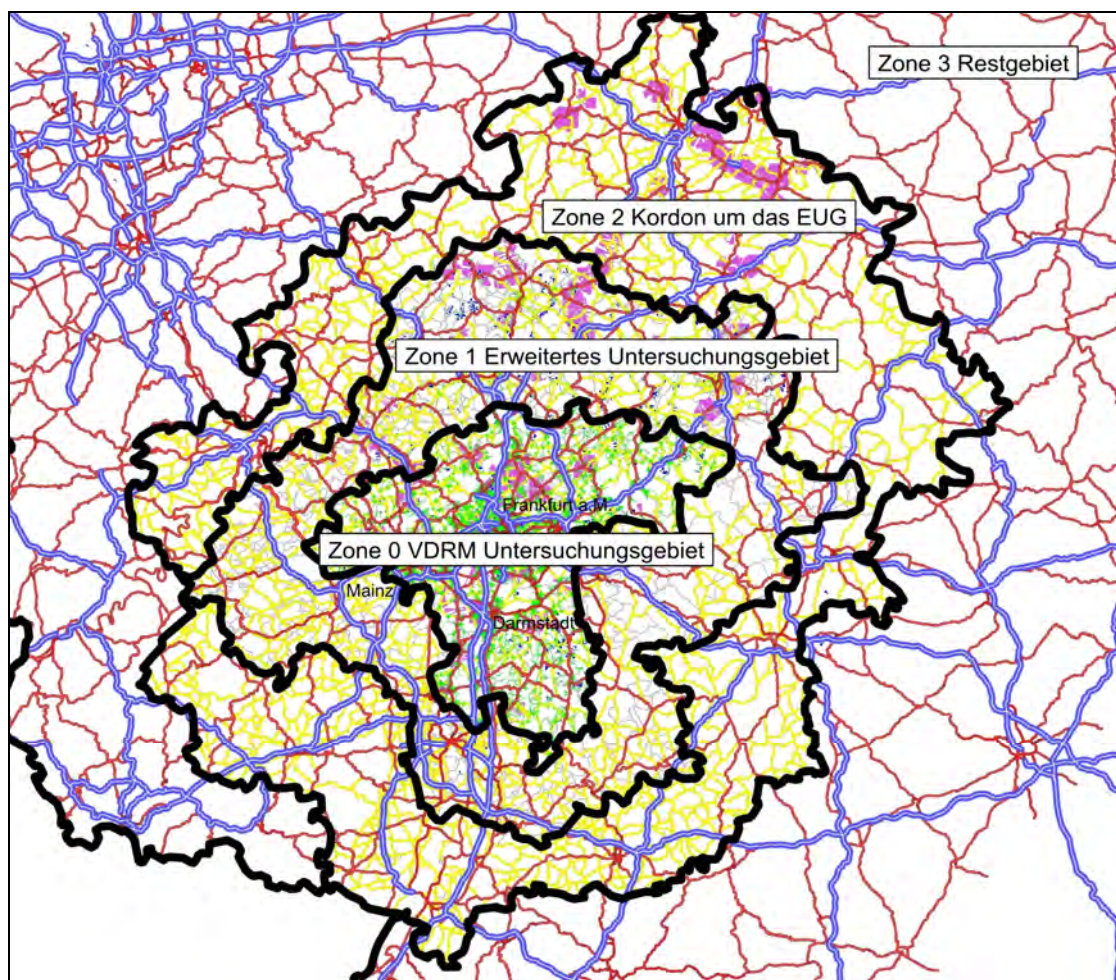 Zone 3 Restgebiet
Zone 2 Kordon um das EUG
Zone 1 Erweitertes Untersuchungsgebiet
Frankfurt a.M.
Zone 0 VDRM Untersuchungsgebiet
Mainz
Darmstadt